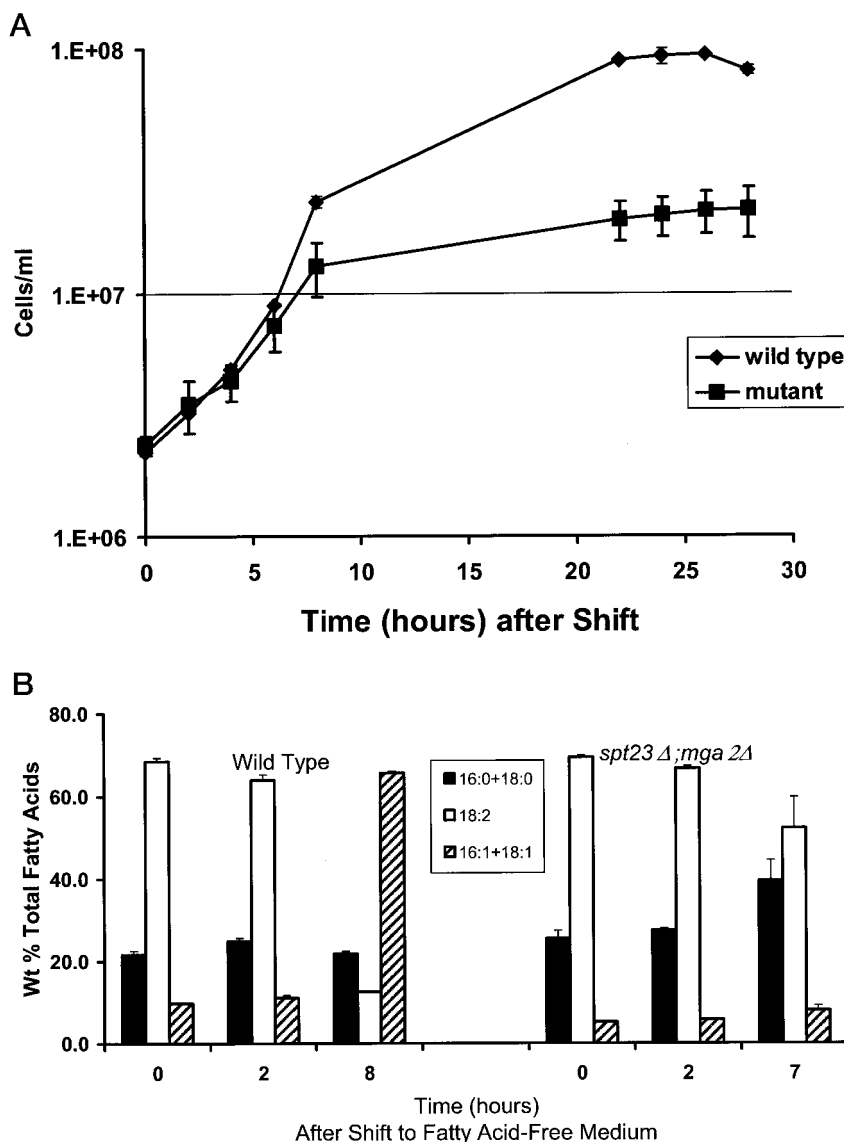 A
1.E+08
1.E+07
1.E+06
Cells/ml
0 5 10 15 20 25 30
Time (hours) after Shift
wild type
mutant
B
80.0
60.0
40.0
20.0
0.0
Wt % Total Fatty Acids
Wild Type
16:0+18:0
18:2
16:1+18:1
spt23 Δ;mga 2Δ
0 2 8 0 2 7
Time (hours)
After Shift to Fatty Acid-Free Medium